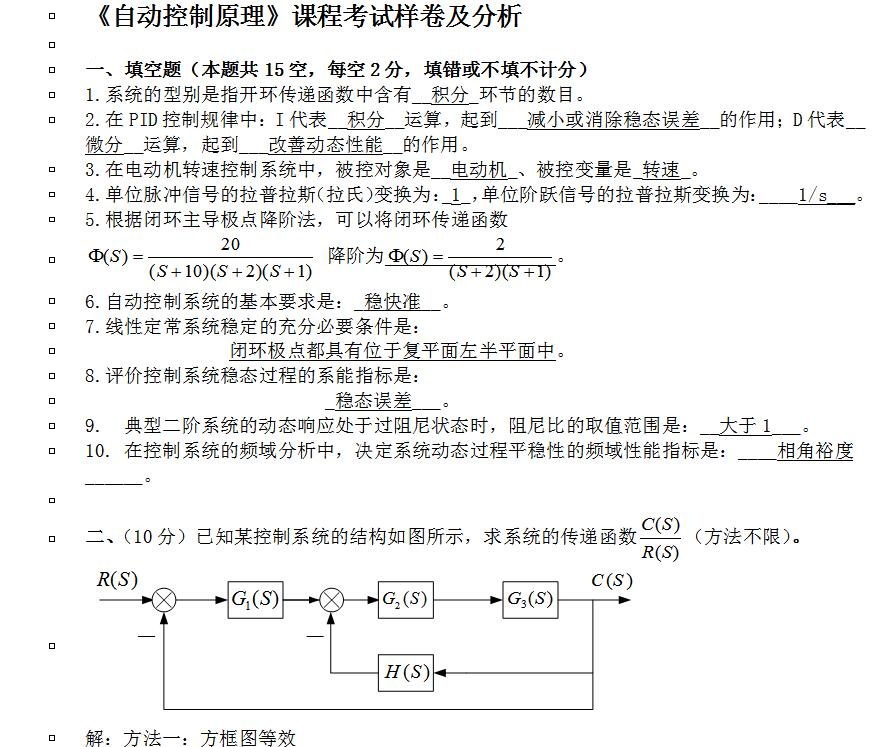 《自动控制原理》课程考试样卷及分析
一、填空题（本题共 15 空，每空 2 分，填错或不填不计分）
1. 系统的型别是指开环传递函数中含有__积分_环节的数目。
2. 在 PID 控制规律中：I 代表__积分__运算，起到___减小或消除稳态误差__的作用；D 代表__
微分__运算，起到___改善动态性能__的作用。
3. 在电动机转速控制系统中，被控对象是__电动机_、被控变量是_转速_。
4. 单位脉冲信号的拉普拉斯（拉氏）变换为：_1_，单位阶跃信号的拉普拉斯变换为：____1/s___。
5. 根据闭环主导极点降阶法，可以将闭环传递函数
Φ(S) = 20/((S+10)(S+2)(S+1)) 降阶为 Φ(S) = 2/((S+2)(S+1)) 。
6. 自动控制系统的基本要求是：_稳快准__。
7. 线性定常系统稳定的充分必要条件是：
闭环极点都具有位于复平面左半平面中。
8. 评价控制系统稳态过程的系能指标是：
_稳态误差___。
9. 典型二阶系统的动态响应处于过阻尼状态时，阻尼比的取值范围是：__大于 1___。
10. 在控制系统的频域分析中，决定系统动态过程平稳性的频域性能指标是：____相角裕度
______。
二、（10 分）已知某控制系统的结构如图所示，求系统的传递函数 C(S)/R(S) （方法不限）。
R(S) C(S)
G₁(S) G₂(S) G₃(S)
— —
H(S)
解：方法一：方框图等效